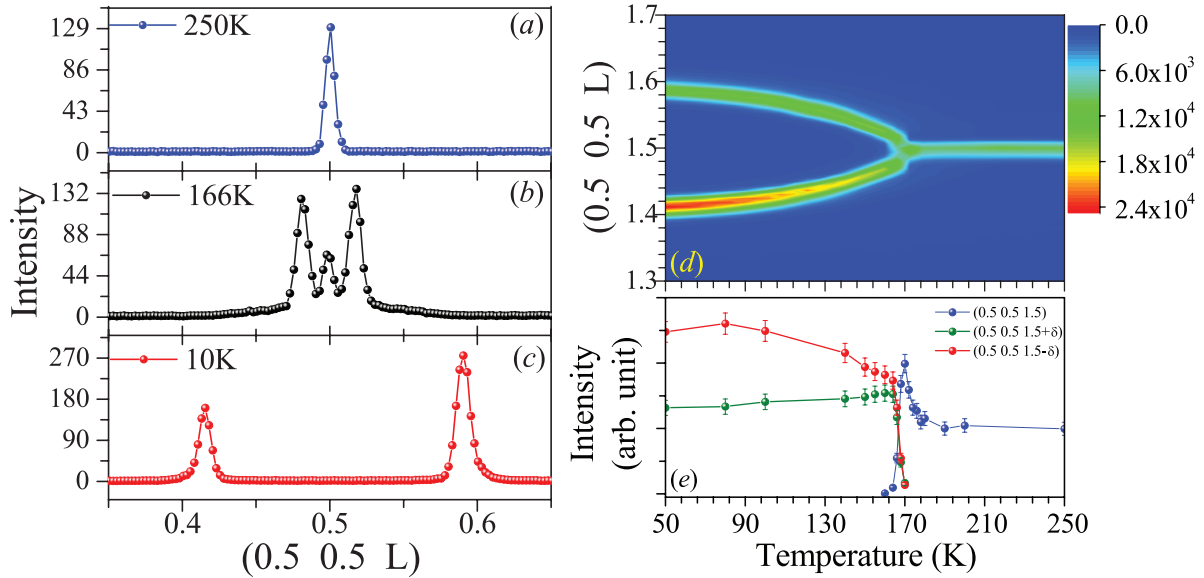 Intensity
129
86
43
0
250K
(a)
132
88
44
0
166K
(b)
270
180
90
0
10K
(c)
0.4 0.5 0.6
(0.5 0.5 L)
(0.5 0.5 L)
1.7
1.6
1.5
1.4
1.3
(d)
0.0
6.0x10³
1.2x10⁴
1.8x10⁴
2.4x10⁴
Intensity
(arb. unit)
(0.5 0.5 1.5)
(0.5 0.5 1.5+δ)
(0.5 0.5 1.5-δ)
(e)
50 90 130 170 210 250
Temperature (K)